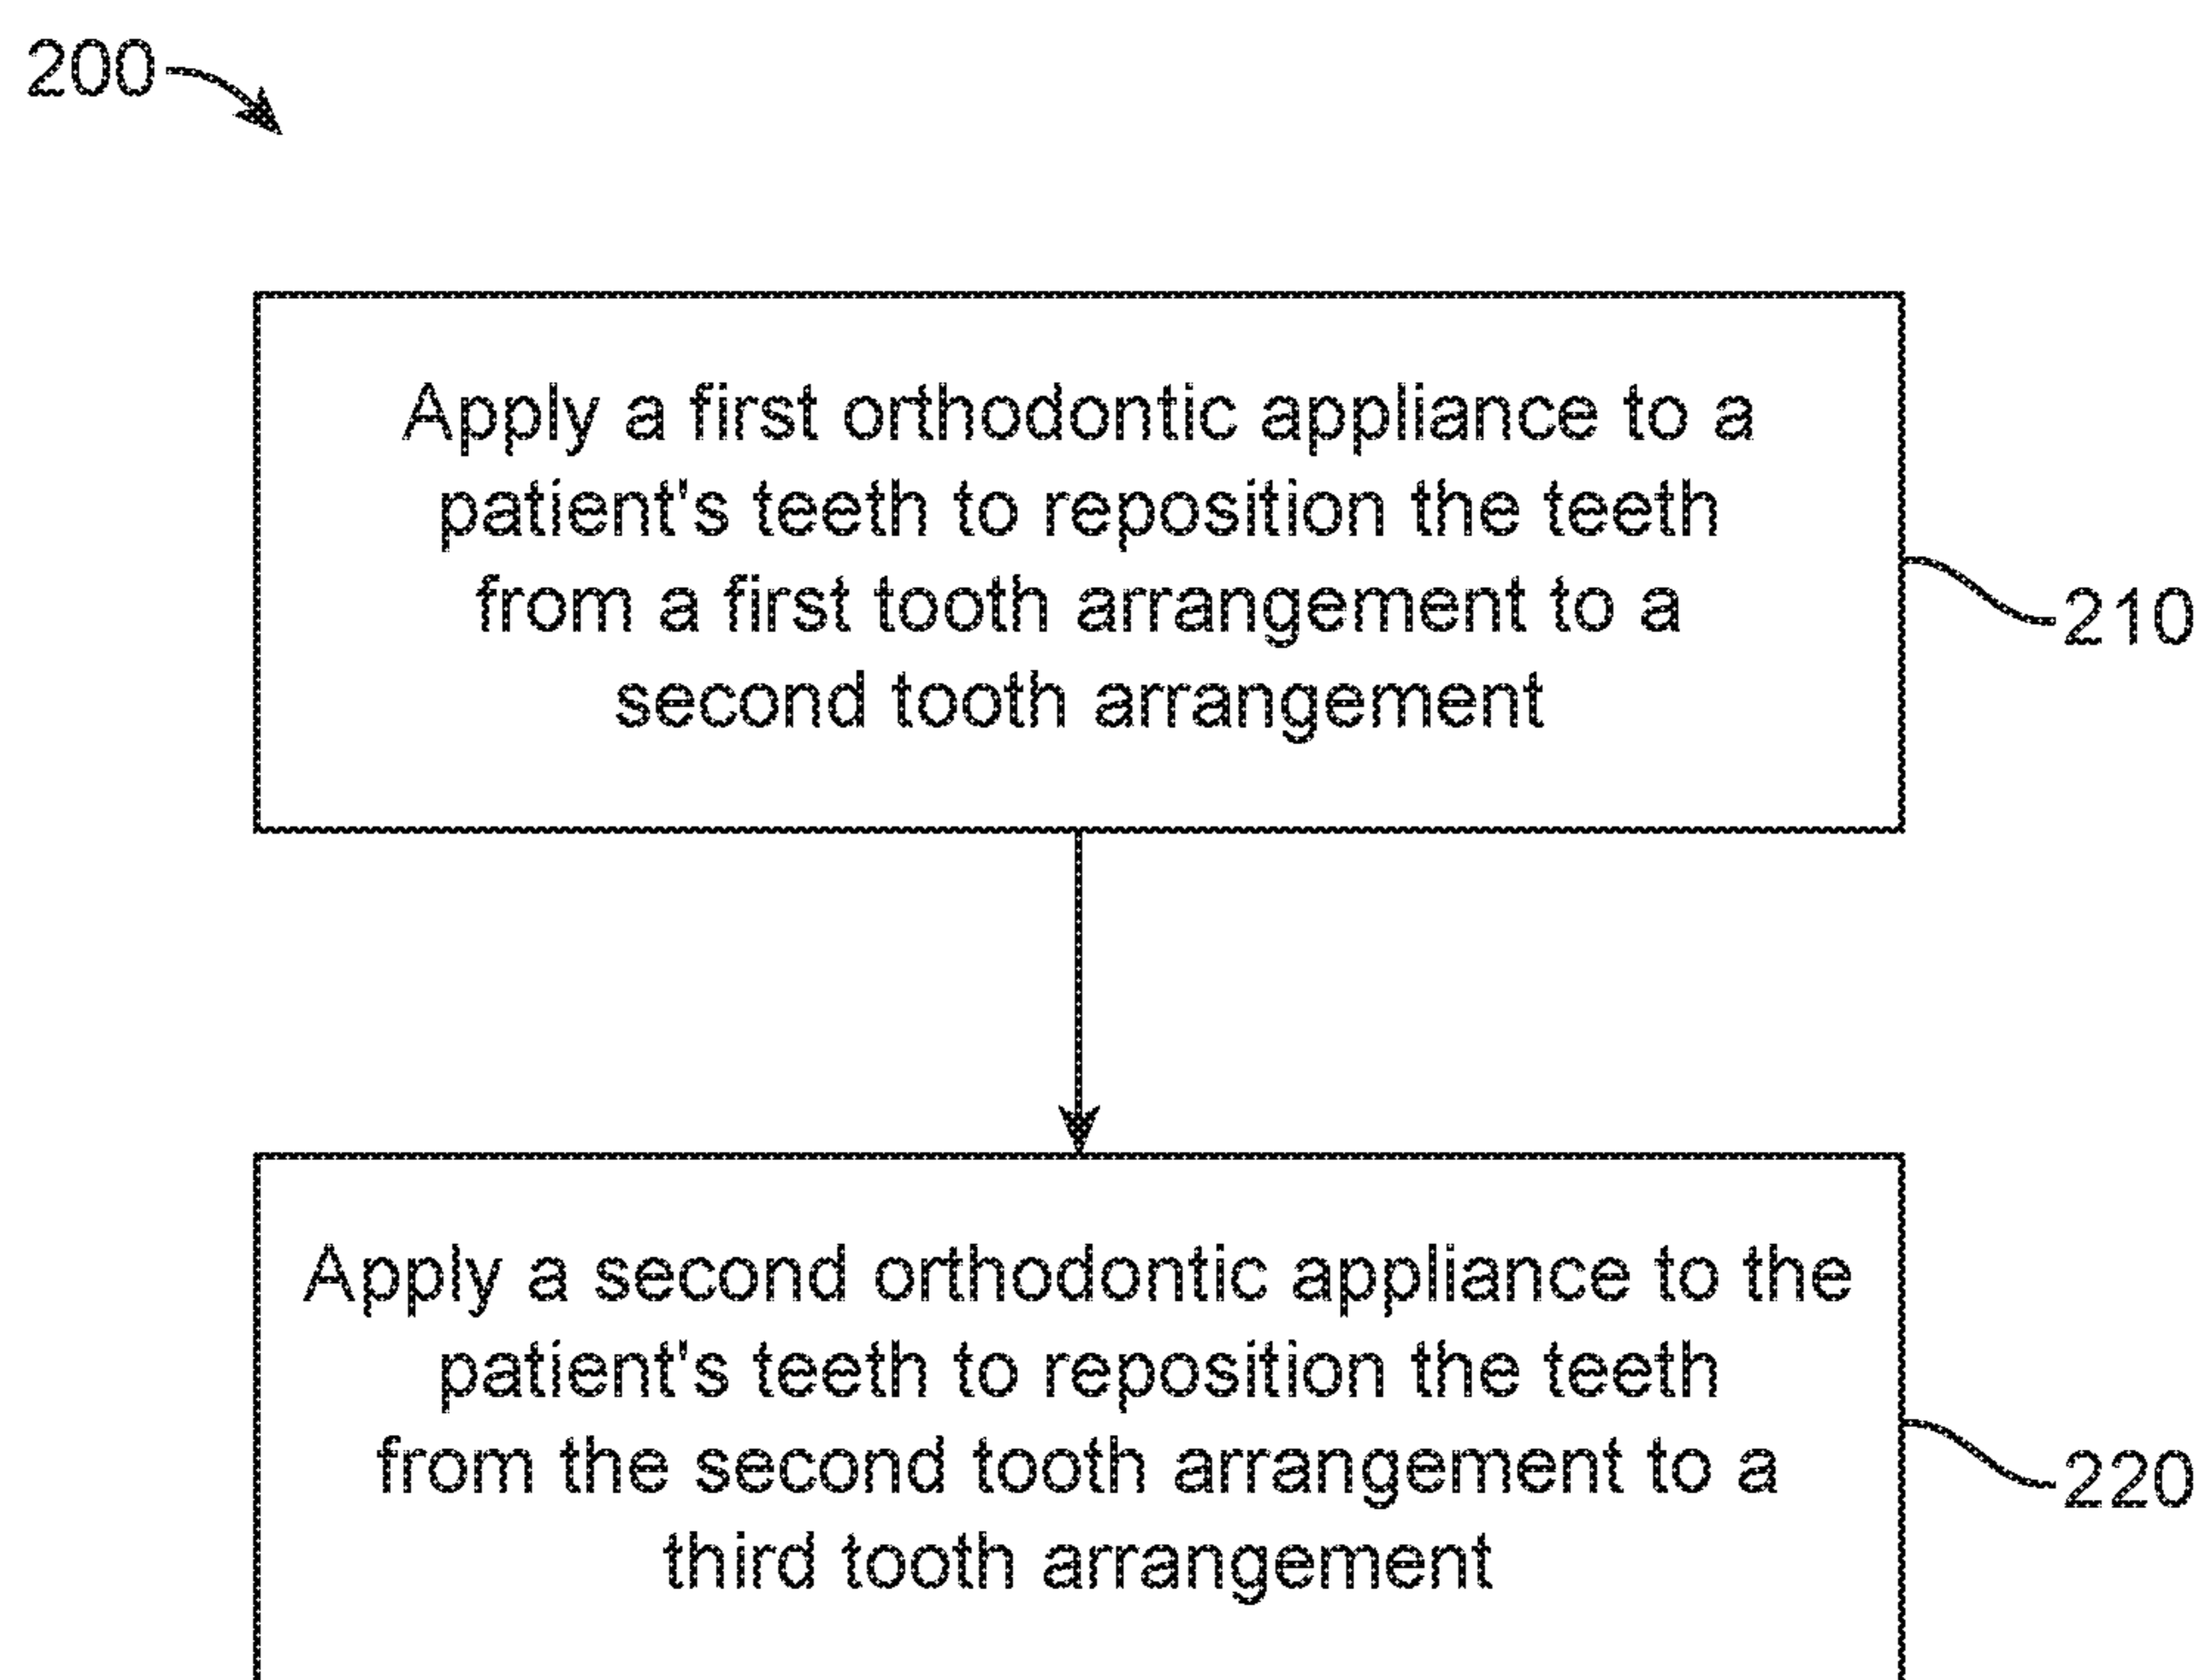 200
Apply a first orthodontic appliance to a
patient's teeth to reposition the teeth
from a first tooth arrangement to a
second tooth arrangement
210
Apply a second orthodontic appliance to the
patient's teeth to reposition the teeth
from the second tooth arrangement to a
third tooth arrangement
220